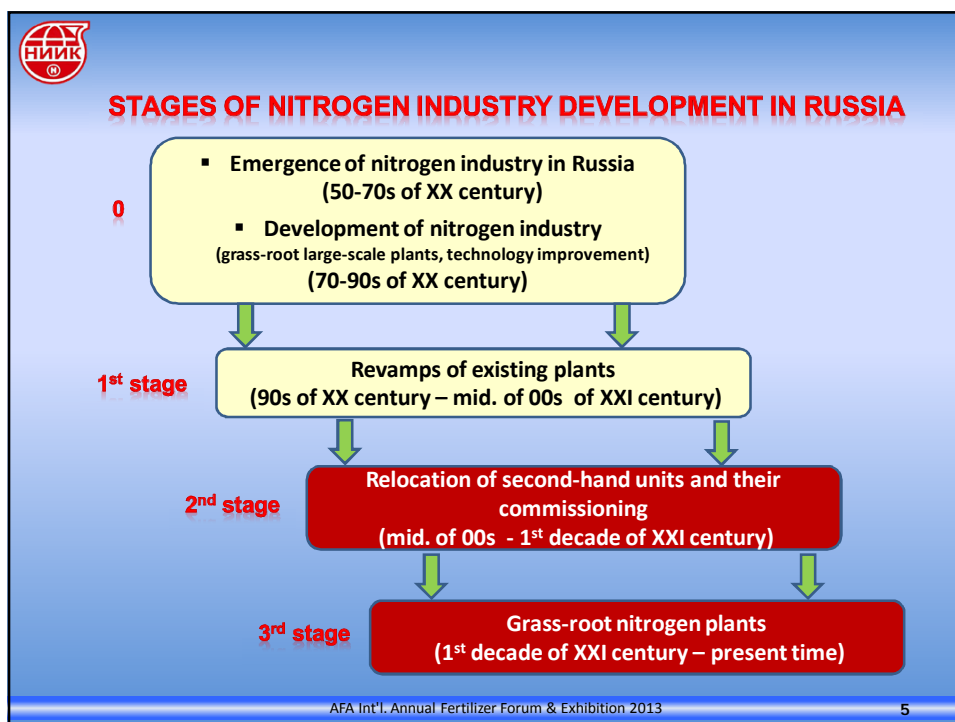 НИИК
Н
STAGES OF NITROGEN INDUSTRY DEVELOPMENT IN RUSSIA
0
▪ Emergence of nitrogen industry in Russia
(50-70s of XX century)
▪ Development of nitrogen industry
(grass-root large-scale plants, technology improvement)
(70-90s of XX century)
1st stage
Revamps of existing plants
(90s of XX century – mid. of 00s of XXI century)
2nd stage
Relocation of second-hand units and their
commissioning
(mid. of 00s - 1st decade of XXI century)
3rd stage
Grass-root nitrogen plants
(1st decade of XXI century – present time)
AFA Int'l. Annual Fertilizer Forum & Exhibition 2013
5